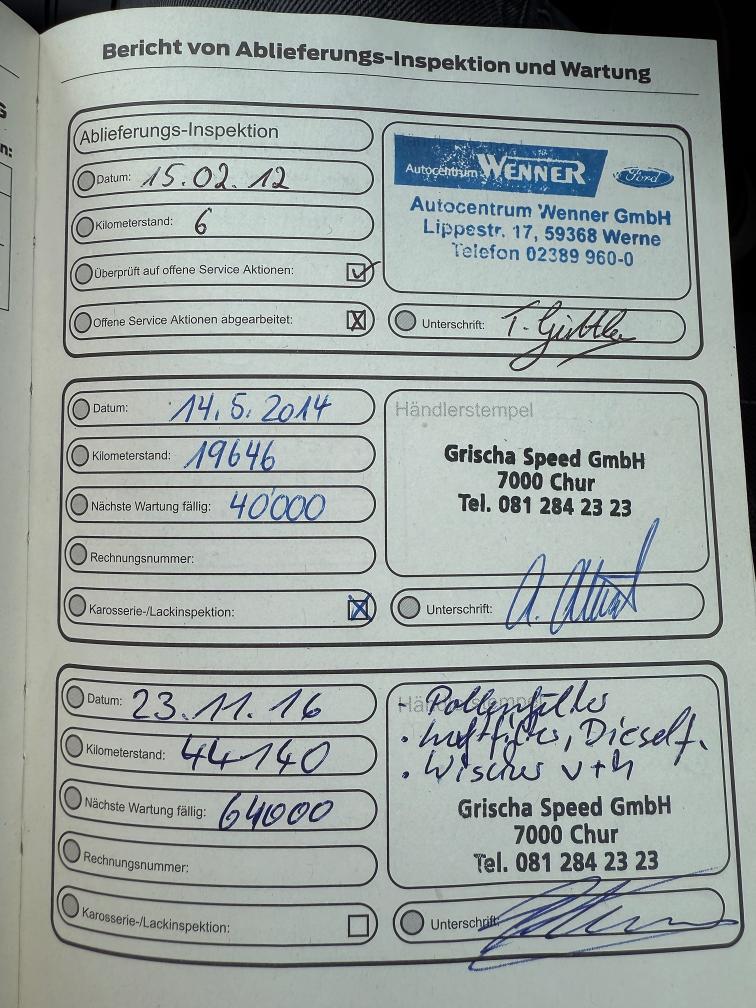 Bericht von Ablieferungs-Inspektion und Wartung
Ablieferungs-Inspektion
Datum: 15.02.12
Kilometerstand: 6
Überprüft auf offene Service Aktionen:
Offene Service Aktionen abgearbeitet:
Autocentrum WENNER Ford
Autocentrum Wenner GmbH
Lippestr. 17, 59368 Werne
Telefon 02389 960-0
Unterschrift:
Datum: 14.5.2014
Kilometerstand: 19646
Nächste Wartung fällig: 40'000
Rechnungsnummer:
Karosserie-/Lackinspektion:
Händlerstempel
Grischa Speed GmbH
7000 Chur
Tel. 081 284 23 23
Unterschrift:
Datum: 23.11.16
Kilometerstand: 44140
Nächste Wartung fällig: 64000
Rechnungsnummer:
Karosserie-/Lackinspektion:
Händlerstempel
- Pollenfilter
• Luftfilter, Dieself.
• Wischer v+h
Grischa Speed GmbH
7000 Chur
Tel. 081 284 23 23
Unterschrift: